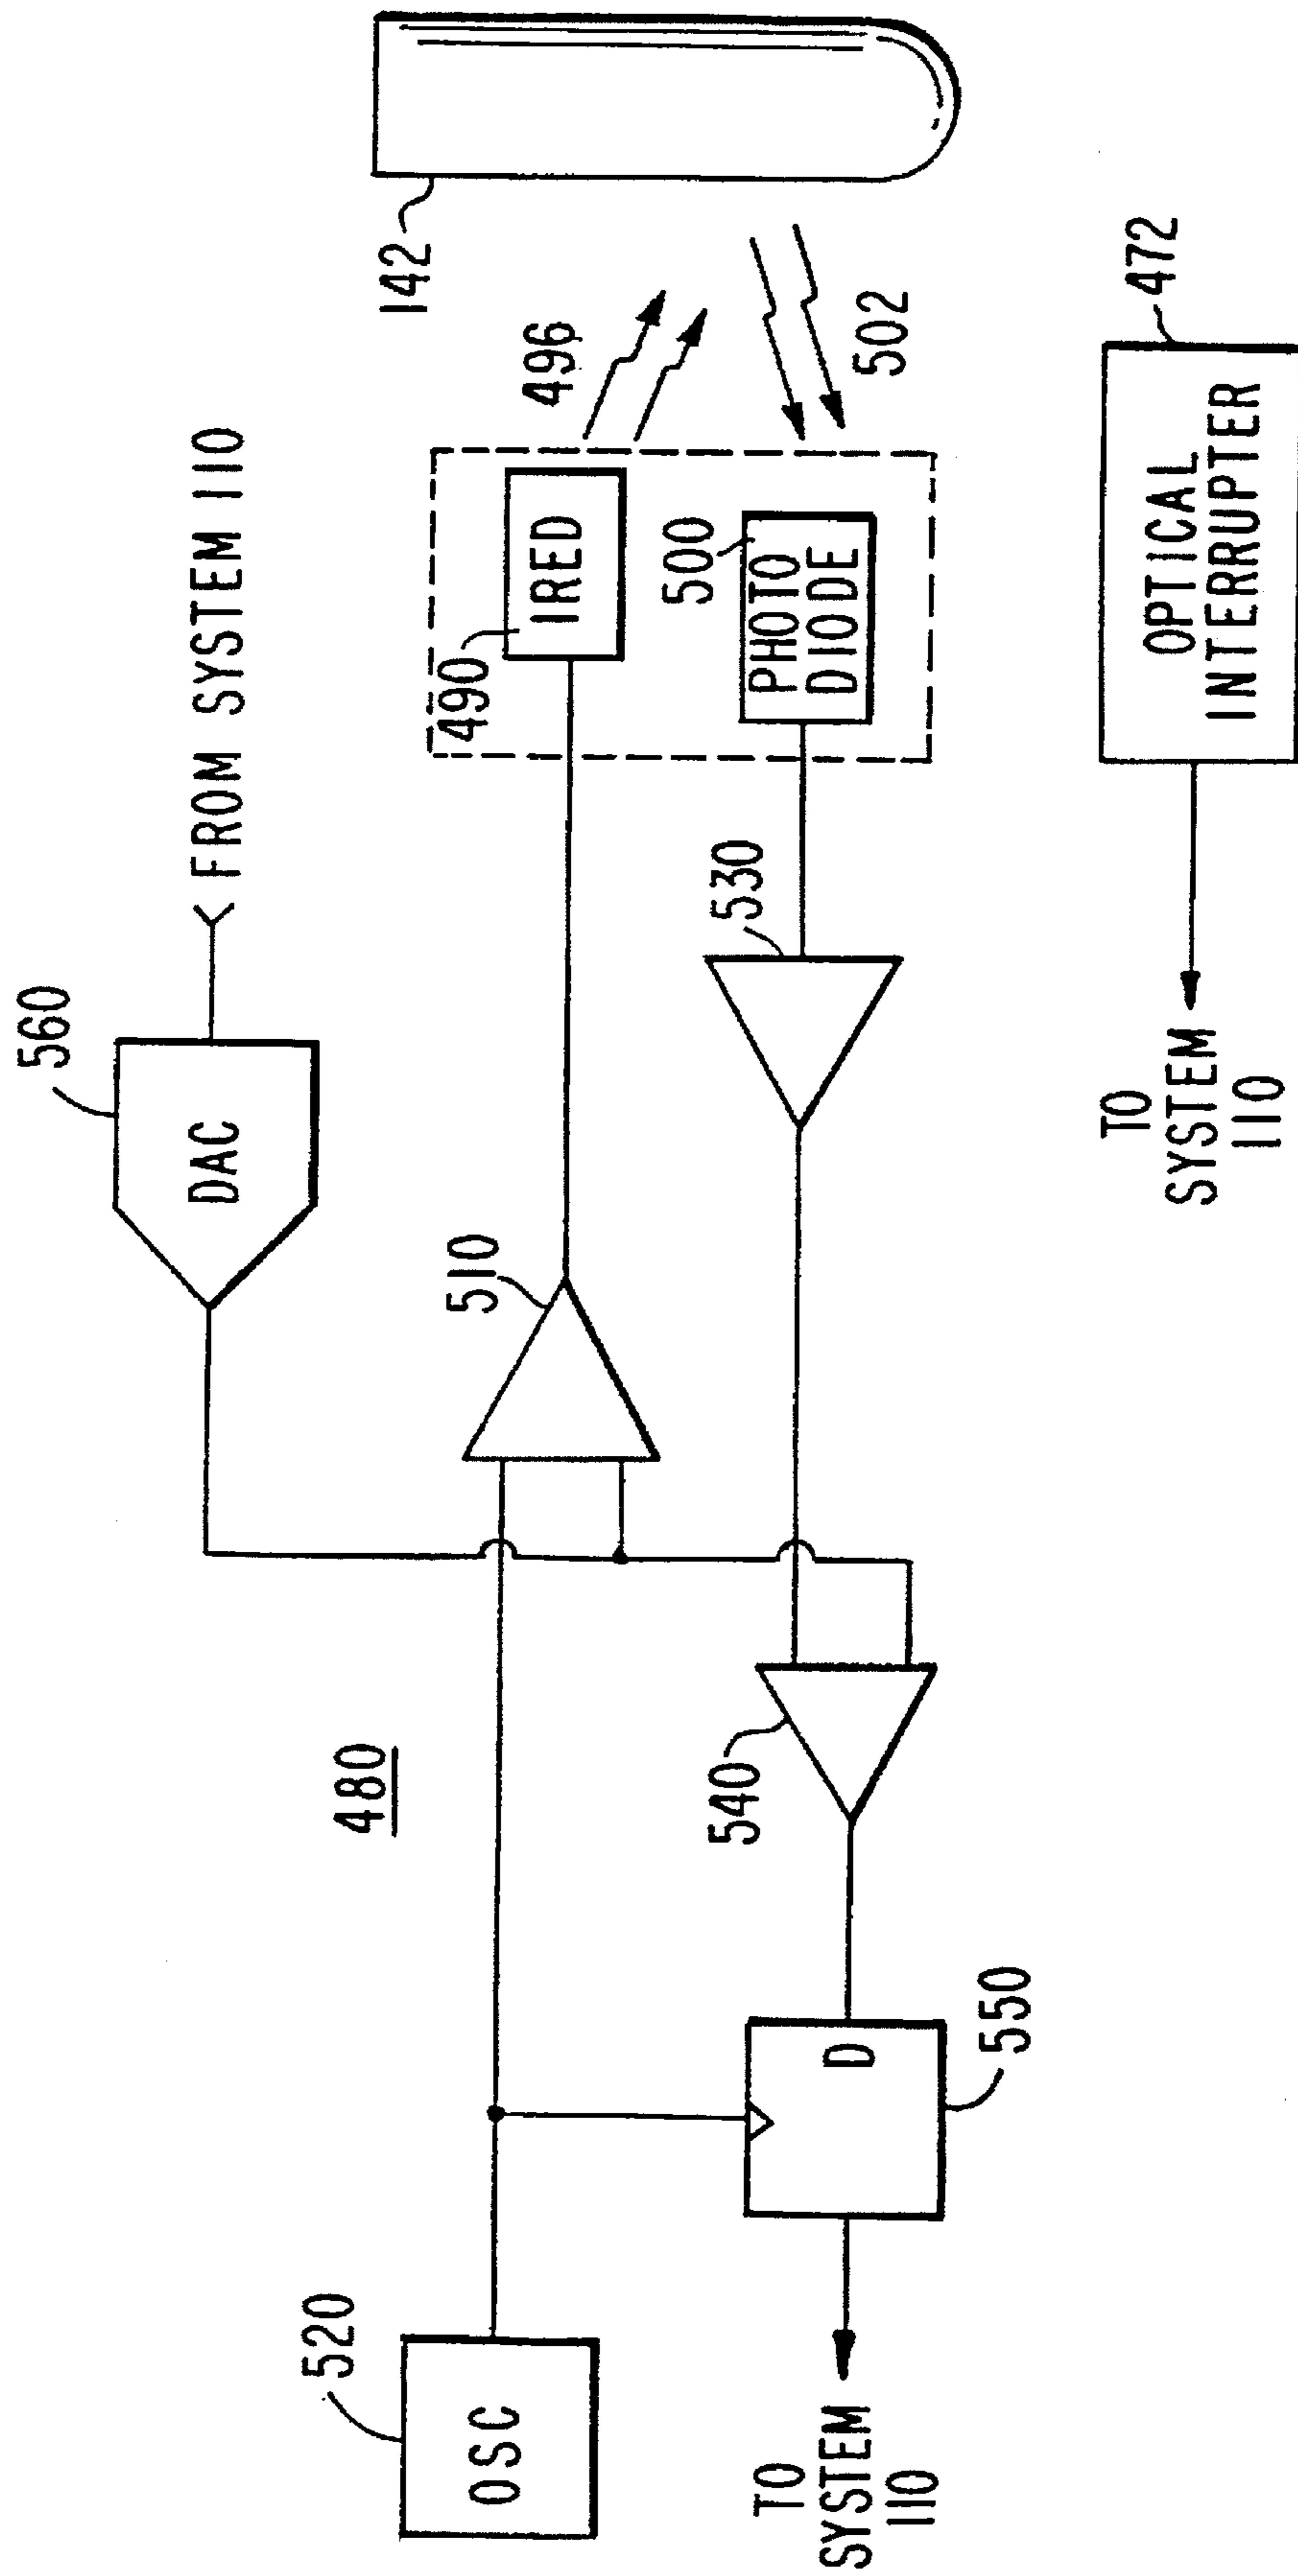 560
DAC
FROM SYSTEM 110
142
480
510
496
490
IRED
520
OSC
500
PHOTO
DIODE
502
530
540
D
550
TO
SYSTEM
110
TO
SYSTEM
110
OPTICAL
INTERRUPTER
472